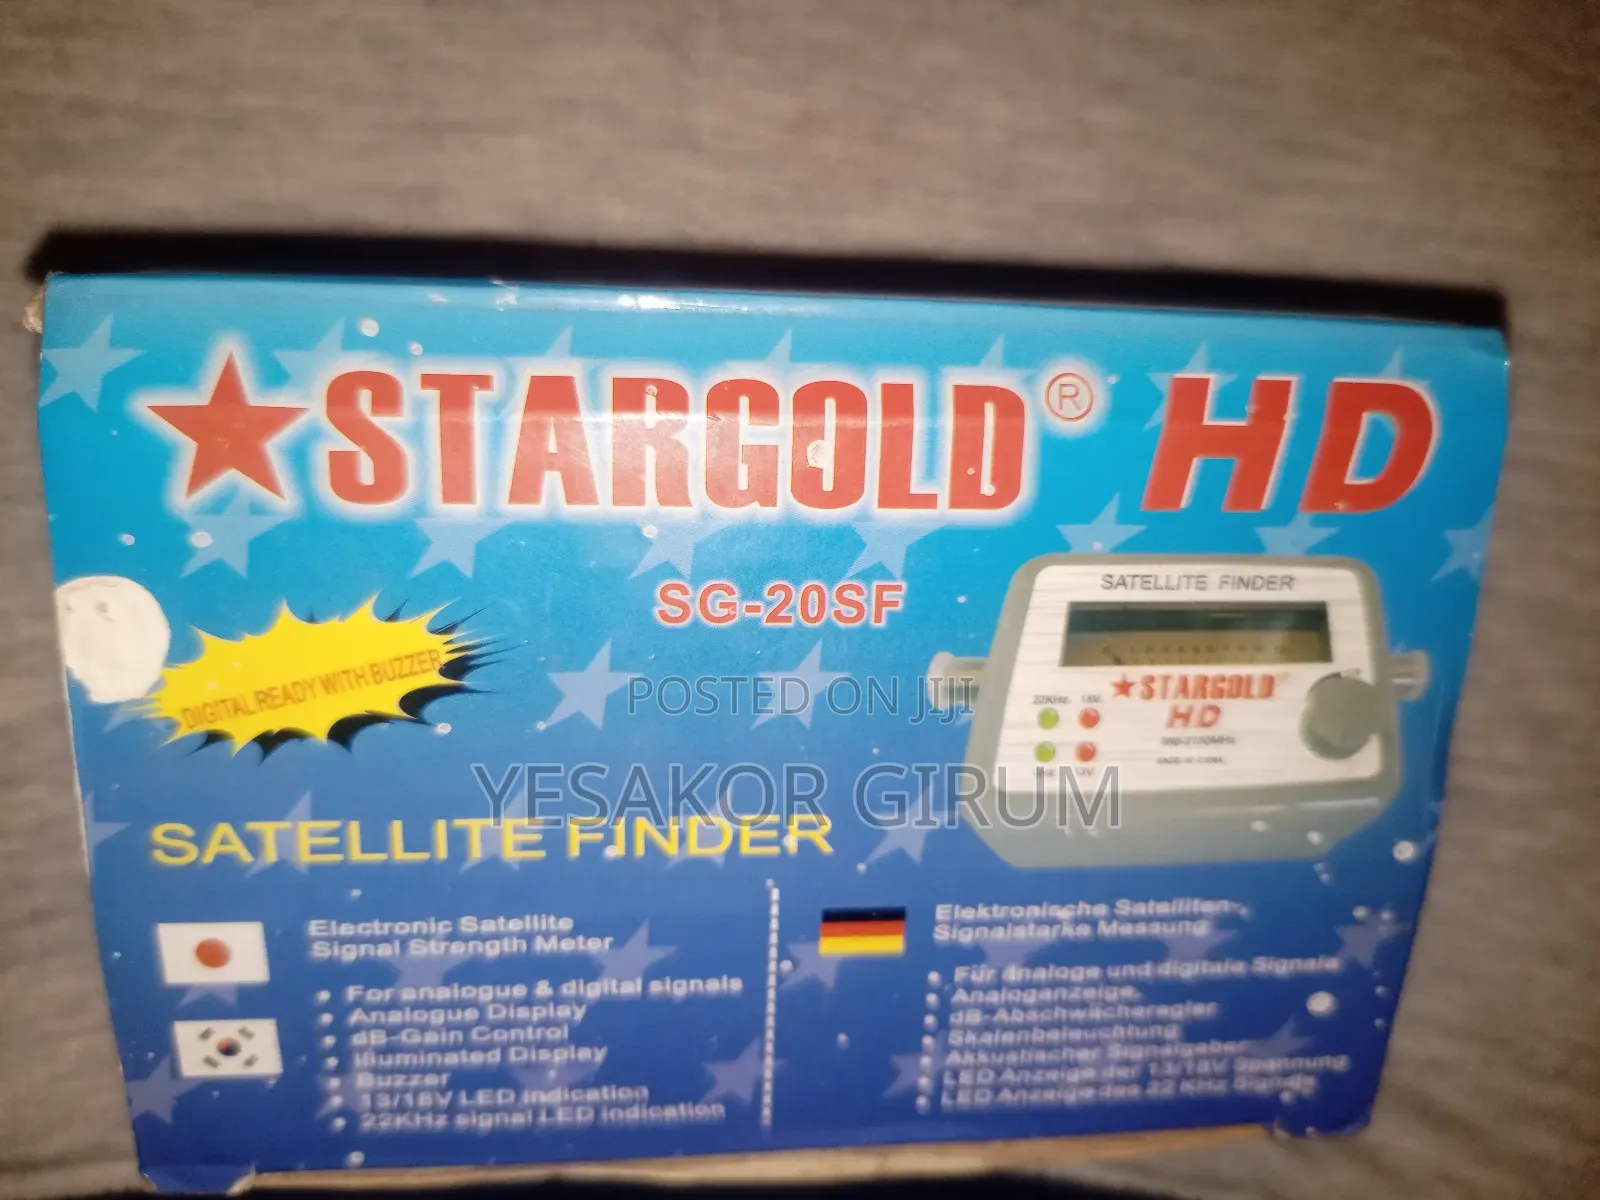 STARGOLD® HD
SG-20SF
DIGITAL READY WITH BUZZER
SATELLITE FINDER
22KHz 18V
STARGOLD
HD
MADE IN CHINA
13V
POSTED ON JIJI
YESAKOR GIRUM
SATELLITE FINDER
Electronic Satellite
Signal Strength Meter
• For analogue & digital signals
• Analogue Display
• dB-Gain Control
• Illuminated Display
• Buzzer
• 13/18V LED indication
• 22KHz signal LED indication
Elektronische Satelliten-
Signalstarke Messung
• Für analoge und digitale Signale
• Analoganzeige
• dB-Abschwächeregler
• Skalenbeleuchtung
• Akkustischer Signalgeber
• LED Anzeige der 13/18V Spannung
• LED Anzeige des 22 KHz Signals